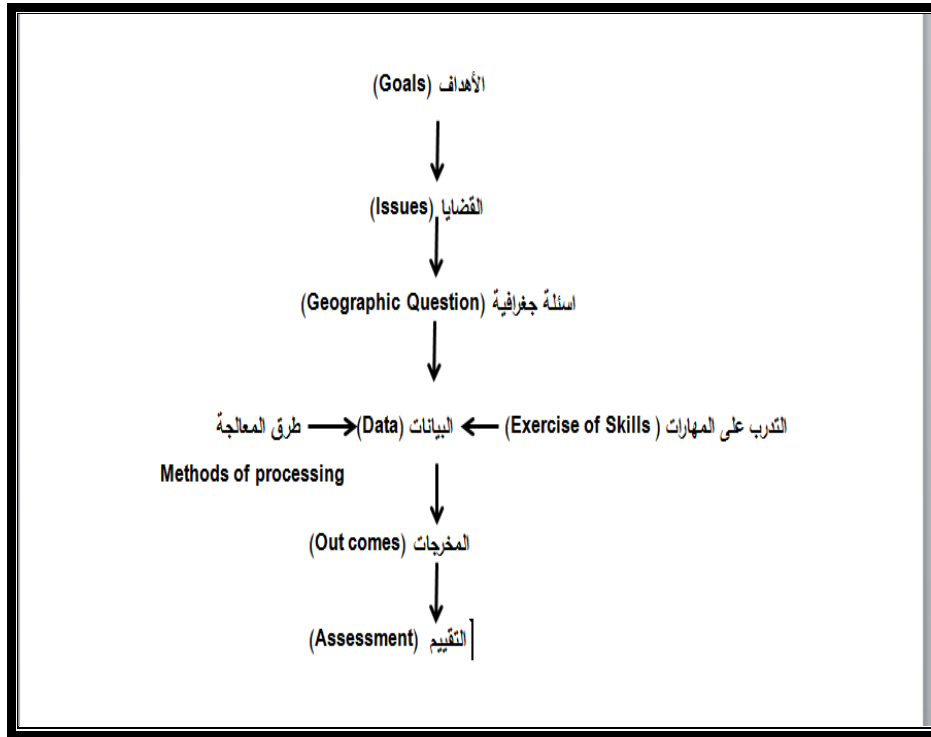 الأهداف (Goals)
القضايا (Issues)
اسئلة جغرافية (Geographic Question)
التدرب على المهارات ( Exercise of Skills) البيانات (Data) طرق المعالجة
Methods of processing
المخرجات (Out comes)
التقييم (Assessment)